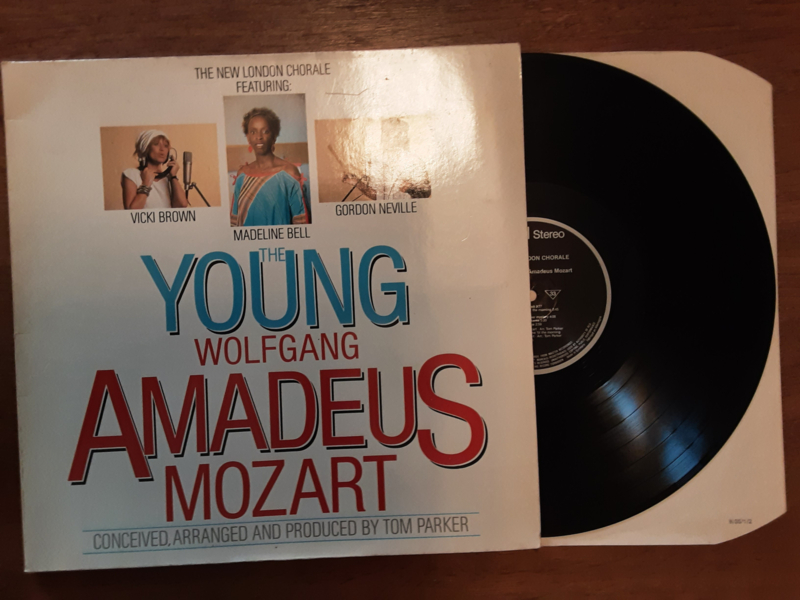 THE NEW LONDON CHORALE
FEATURING:
VICKI BROWN
MADELINE BELL
GORDON NEVILLE
THE
YOUNG
WOLFGANG
AMADEUS
MOZART
CONCEIVED, ARRANGED AND PRODUCED BY TOM PARKER
Stereo
CHORALE
Amadeus Mozart
33